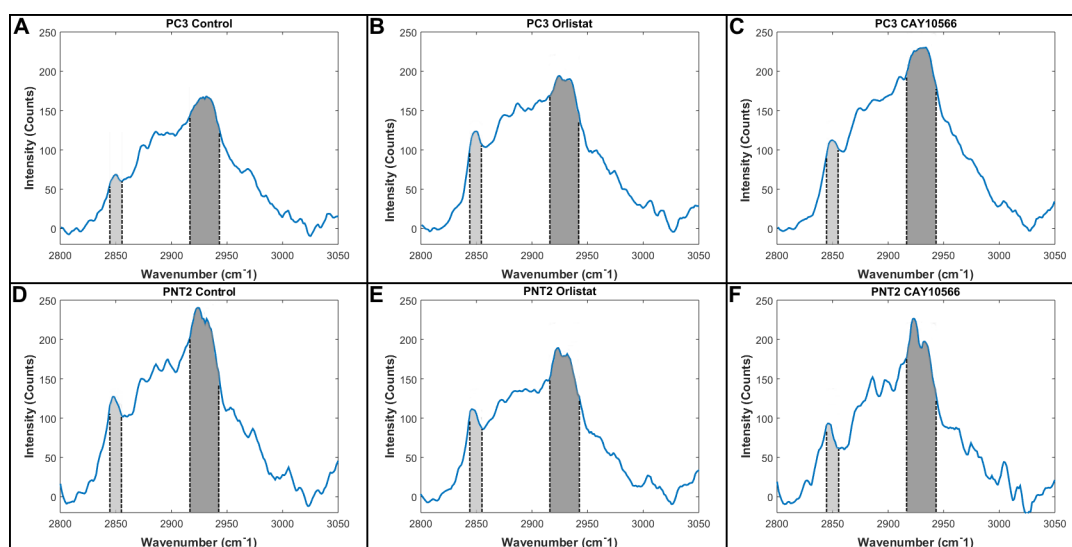 A
PC3 Control
250
200
150
100
50
0
Intensity (Counts)
2800 2850 2900 2950 3000 3050
Wavenumber (cm-1)
B
PC3 Orlistat
250
200
150
100
50
0
Intensity (Counts)
2800 2850 2900 2950 3000 3050
Wavenumber (cm-1)
C
PC3 CAY10566
250
200
150
100
50
0
Intensity (Counts)
2800 2850 2900 2950 3000 3050
Wavenumber (cm-1)
D
PNT2 Control
250
200
150
100
50
0
Intensity (Counts)
2800 2850 2900 2950 3000 3050
Wavenumber (cm-1)
E
PNT2 Orlistat
250
200
150
100
50
0
Intensity (Counts)
2800 2850 2900 2950 3000 3050
Wavenumber (cm-1)
F
PNT2 CAY10566
250
200
150
100
50
0
Intensity (Counts)
2800 2850 2900 2950 3000 3050
Wavenumber (cm-1)